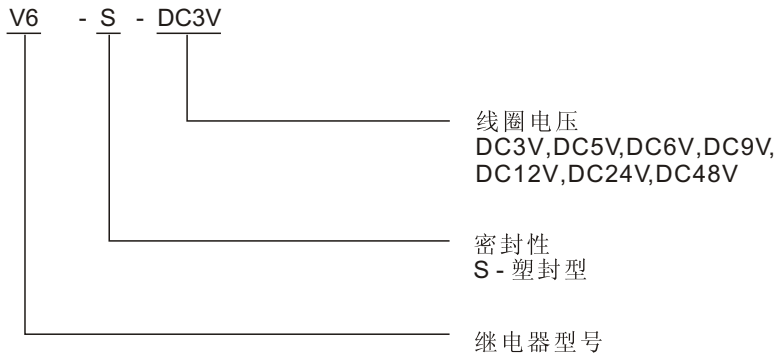 V6 - S - DC3V
线圈电压
DC3V,DC5V,DC6V,DC9V,
DC12V,DC24V,DC48V
密封性
S - 塑封型
继电器型号